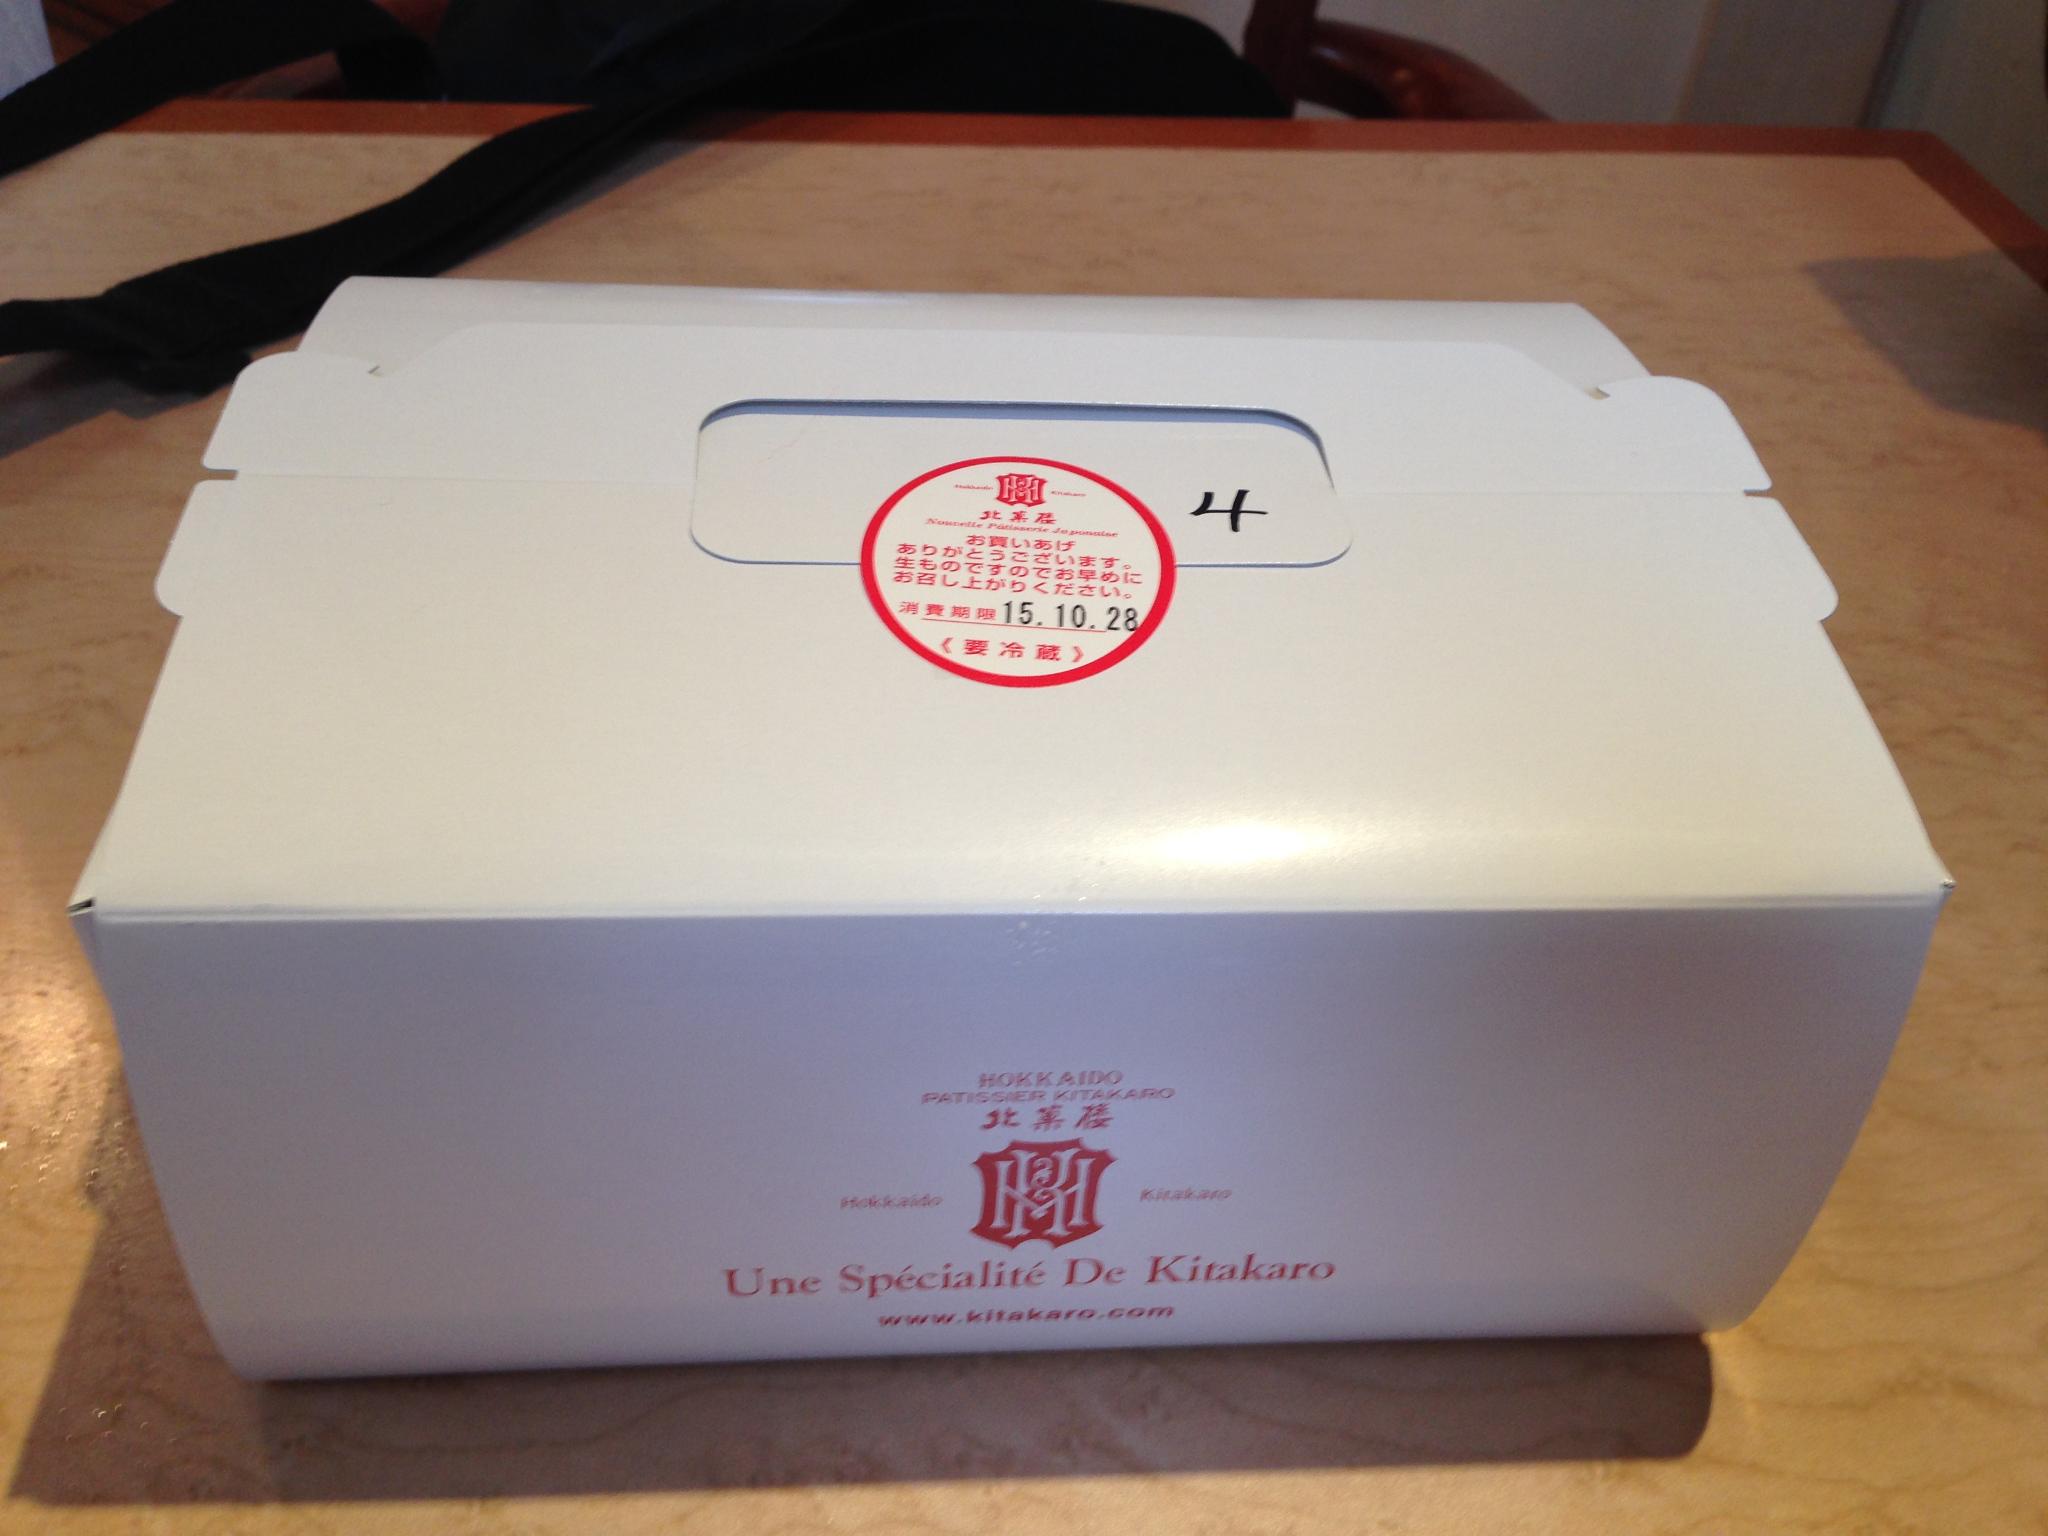 Hokkaido Kitakaro
北菓楼
Nouvelle Pâtisserie Japonaise
お買いあげ
ありがとうございます。
生ものですのでお早めに
お召し上がりください。
消費期限 15.10.28
《要冷蔵》
4
HOKKAIDO
PATISSIER KITAKARO
北菓楼
Hokkaido Kitakaro
Une Spécialité De Kitakaro
www.kitakaro.com